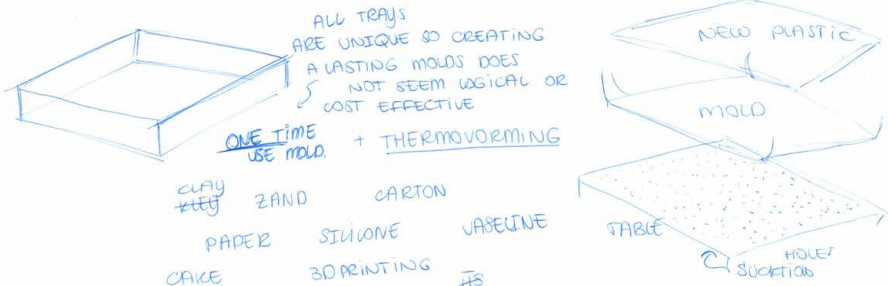 ALL TRAYS
ARE UNIQUE SO CREATING
A LASTING MOLDS DOES
NOT SEEM LOGICAL OR
COST EFFECTIVE
ONE TIME
USE MOLD.
+ THERMOVORMING
CLAY
KLEY
ZAND
CARTON
PAPER
SILICONE
VASELINE
CAKE
3D PRINTING
NEW PLASTIC
MOLD
TABLE
HOLES
SUCKTION